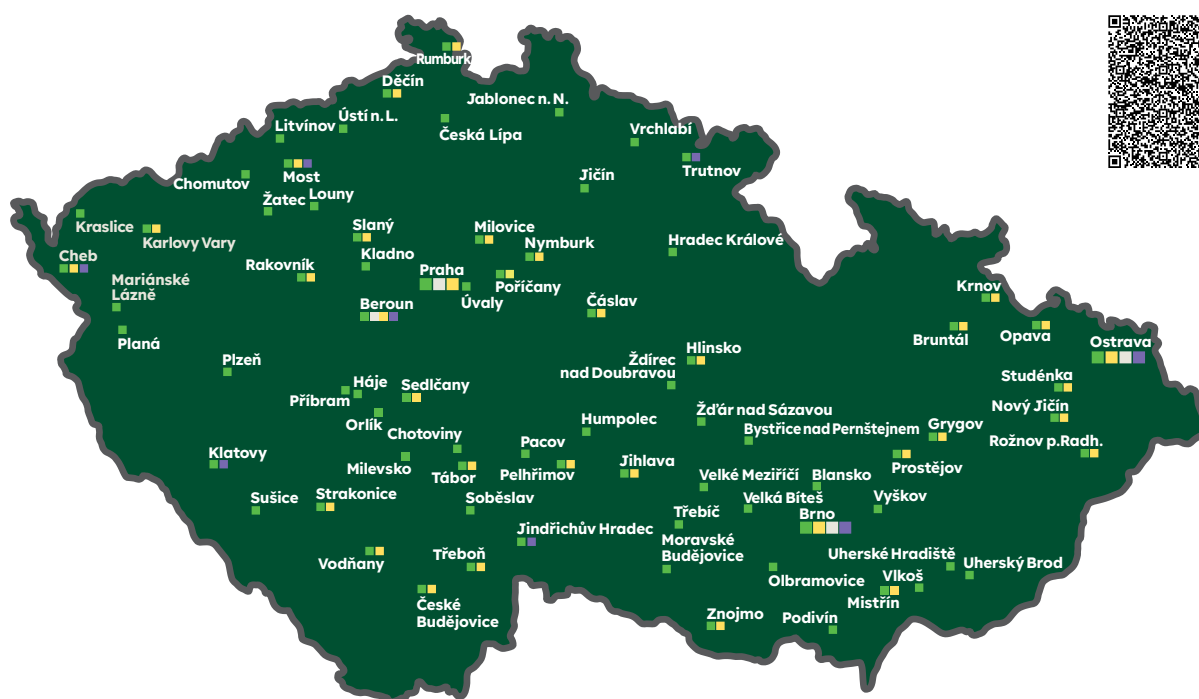 Rumburk
Děčín
Jablonec n. N.
Ústí n. L.
Česká Lípa
Litvínov
Vrchlabí
Most
Trutnov
Chomutov
Jičín
Žatec
Louny
Kraslice
Slaný
Milovice
Karlovy Vary
Nymburk
Hradec Králové
Cheb
Kladno
Rakovník
Praha
Poříčany
Mariánské
Lázně
Úvaly
Krnov
Beroun
Čáslav
Planá
Bruntál
Opava
Ostrava
Hlinsko
Plzeň
Ždírec
nad Doubravou
Studénka
Háje
Sedlčany
Příbram
Nový Jičín
Orlík
Humpolec
Žďár nad Sázavou
Grygov
Chotoviny
Bystřice nad Pernštejnem
Rožnov p.Radh.
Klatovy
Pacov
Milevsko
Jihlava
Prostějov
Tábor
Pelhřimov
Velké Meziříčí
Blansko
Sušice
Strakonice
Soběslav
Velká Bíteš
Vyškov
Třebíč
Brno
Jindřichův Hradec
Moravské
Budějovice
Vodňany
Třeboň
Uherské Hradiště
Uherský Brod
Olbramovice
Vlkoš
České
Budějovice
Mistřín
Znojmo
Podivín